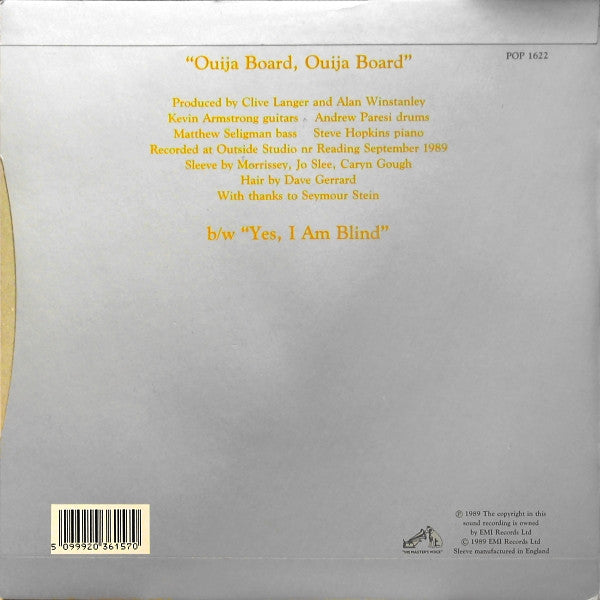 "Ouija Board, Ouija Board"
POP 1622
Produced by Clive Langer and Alan Winstanley
Kevin Armstrong guitars Andrew Paresi drums
Matthew Seligman bass Steve Hopkins piano
Recorded at Outside Studio nr Reading September 1989
Sleeve by Morrissey, Jo Slee, Caryn Gough
Hair by Dave Gerrard
With thanks to Seymour Stein
b/w "Yes, I Am Blind"
5 099920 361570
"HIS MASTER'S VOICE"
℗ 1989 The copyright in this
sound recording is owned
by EMI Records Ltd
© 1989 EMI Records Ltd
Sleeve manufactured in England